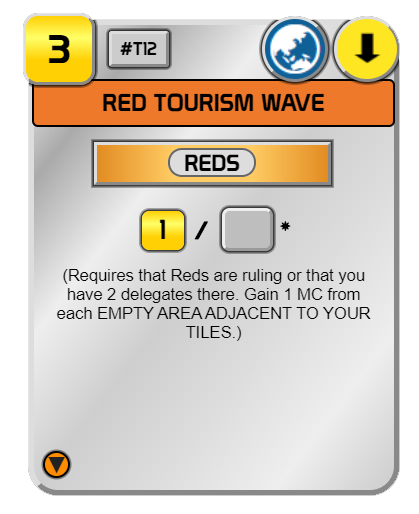 3
#T12
RED TOURISM WAVE
REDS
1 / *
(Requires that Reds are ruling or that you
have 2 delegates there. Gain 1 MC from
each EMPTY AREA ADJACENT TO YOUR
TILES.)